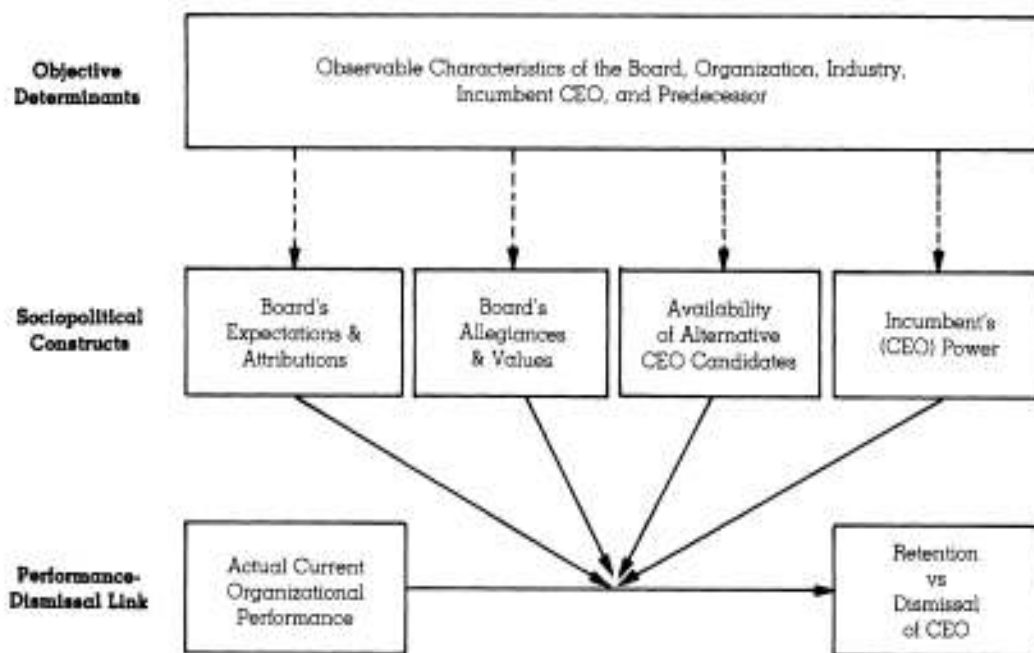 Objective
Determinants
Observable Characteristics of the Board, Organization, Industry,
Incumbent CEO, and Predecessor
Sociopolitical
Constructs
Board's
Expectations &
Attributions
Board's
Allegiances
& Values
Availability
of Alternative
CEO Candidates
Incumbent's
(CEO) Power
Performance-
Dismissal Link
Actual Current
Organizational
Performance
Retention
vs
Dismissal
of CEO